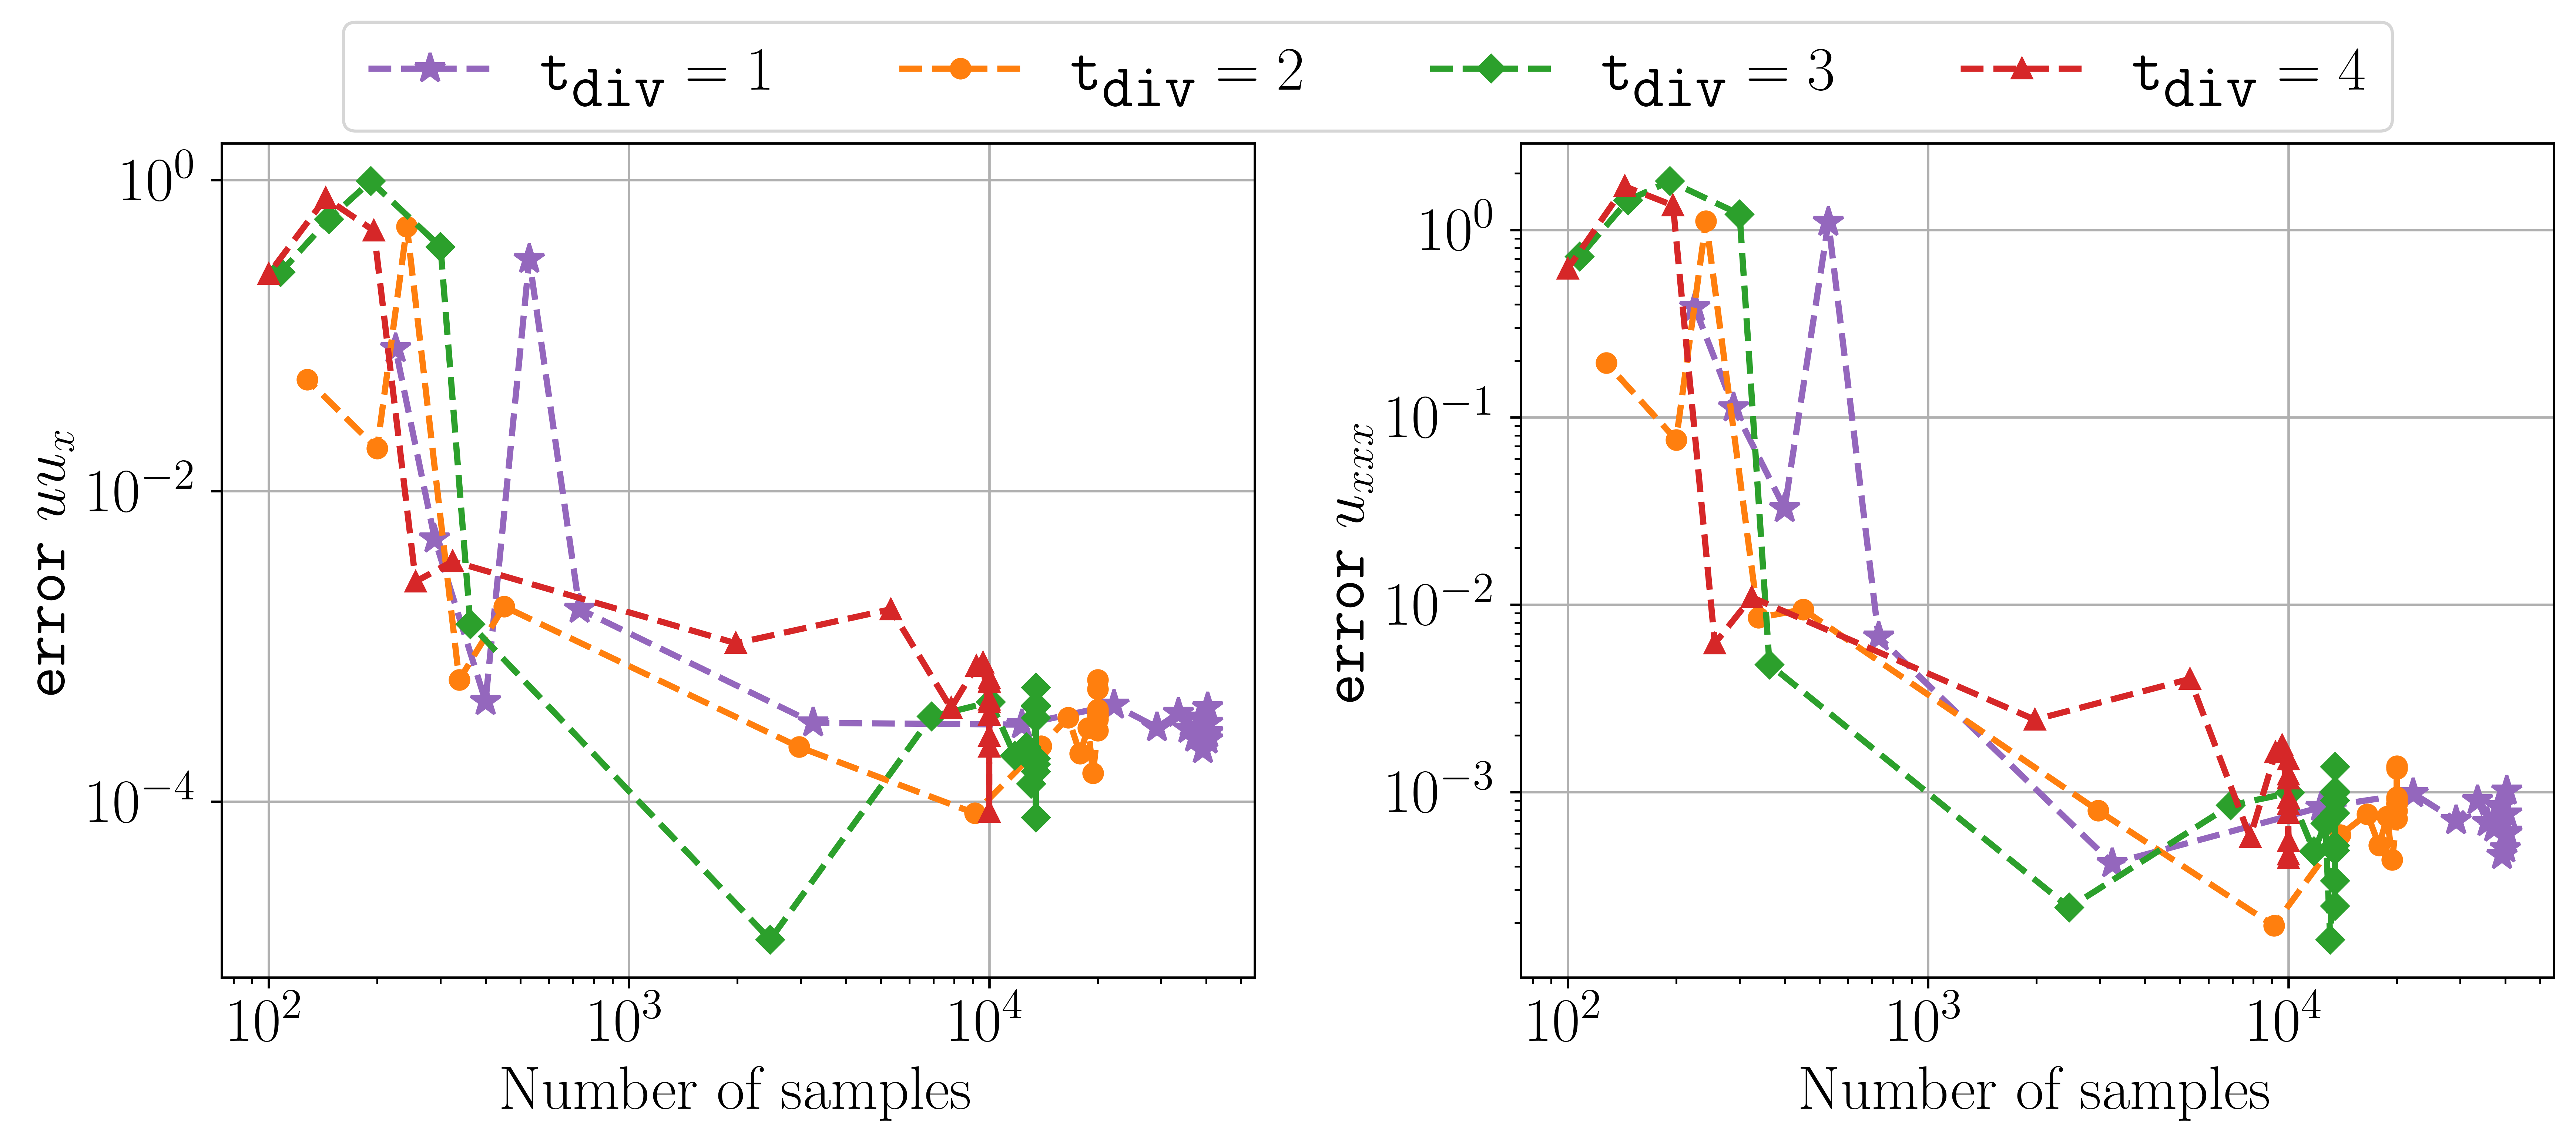 t_div = 1 t_div = 2 t_div = 3 t_div = 4
error uu_x
10^0
10^-2
10^-4
10^2 10^3 10^4
Number of samples
error u_xxx
10^0
10^-1
10^-2
10^-3
10^2 10^3 10^4
Number of samples